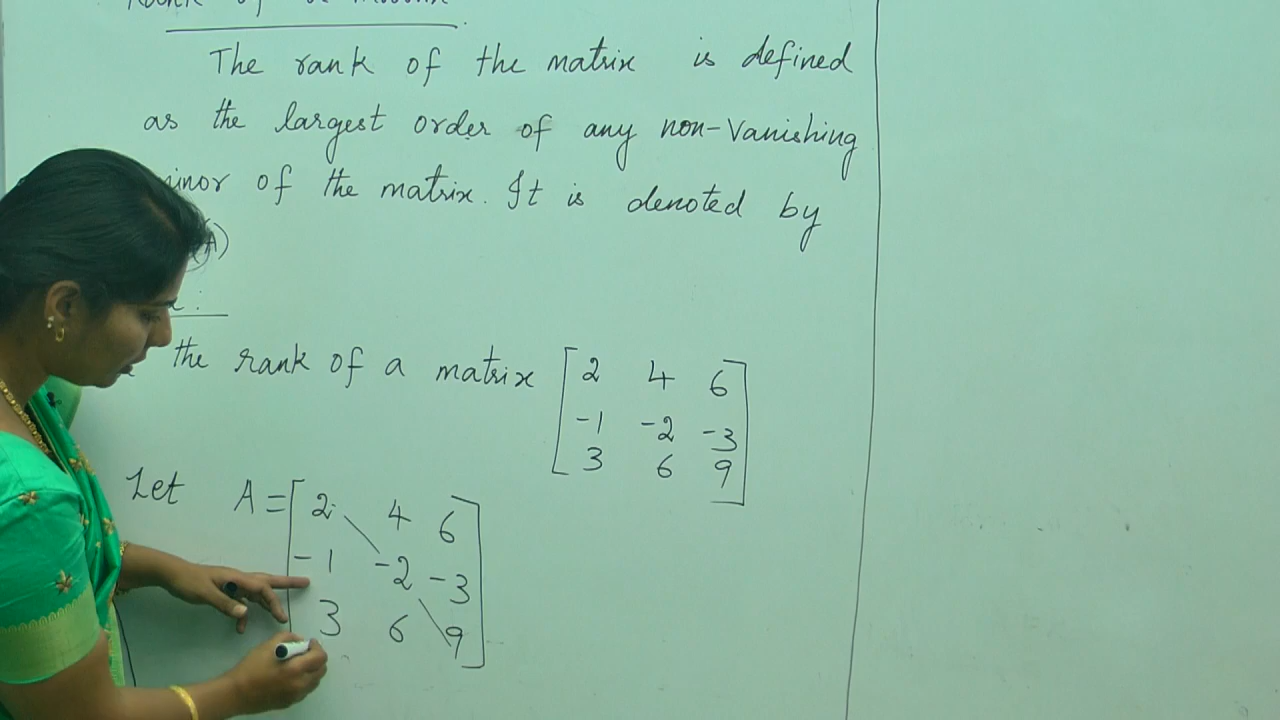 The rank of the matrix is defined
as the largest order of any non-vanishing
minor of the matrix. It is denoted by
A)
the rank of a matrix [2 4 6
-1 -2 -3
3 6 9]
Let A = [2 4 6
-1 -2 -3
3 6 9]